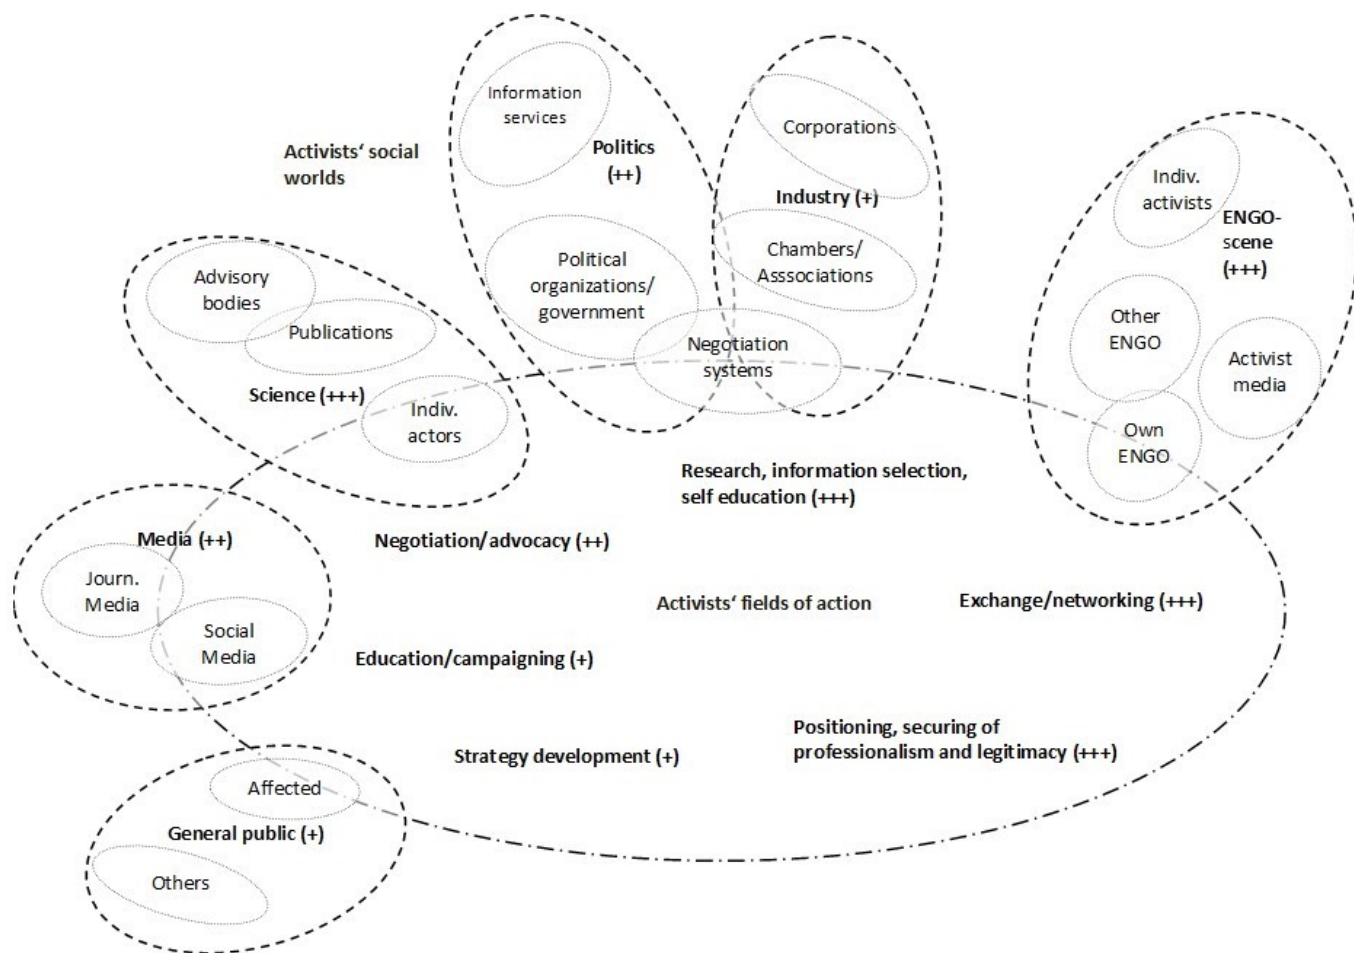 Information
services
Corporations
Activists‘ social
worlds
Politics
(++)
Industry (+)
Indiv.
activists
ENGO-
scene
(+++)
Advisory
bodies
Publications
Political
organizations/
government
Chambers/
Asssociations
Other
ENGO
Activist
media
Negotiation
systems
Science (+++)
Indiv.
actors
Own
ENGO
Research, information selection,
self education (+++)
Media (++)
Negotiation/advocacy (++)
Journ.
Media
Activists‘ fields of action
Exchange/networking (+++)
Social
Media
Education/campaigning (+)
Positioning, securing of
professionalism and legitimacy (+++)
Strategy development (+)
Affected
General public (+)
Others